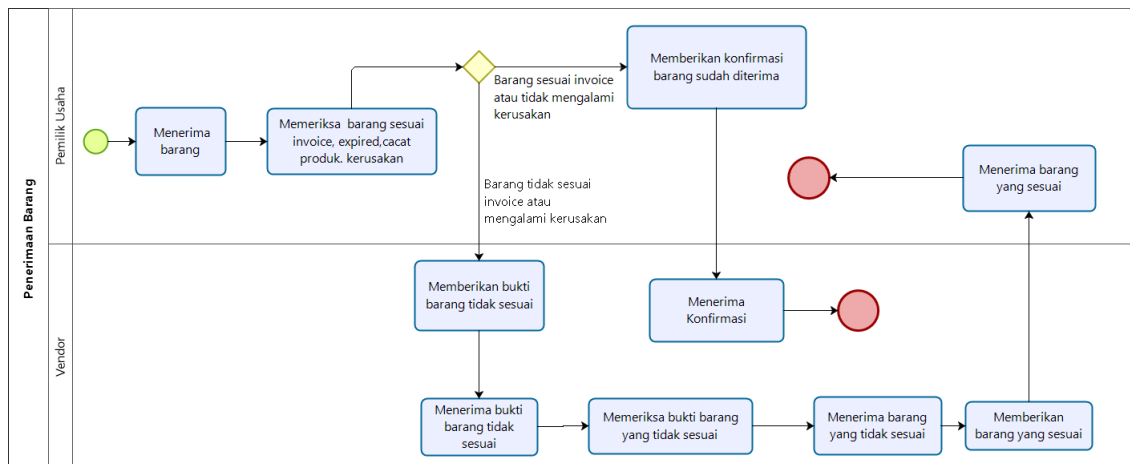 Penerimaan Barang
Pemilik Usaha
Menerima
barang
Memeriksa barang sesuai
invoice, expired,cacat
produk. kerusakan
Barang sesuai invoice
atau tidak mengalami
kerusakan
Memberikan konfirmasi
barang sudah diterima
Barang tidak sesuai
invoice atau
mengalami kerusakan
Menerima barang
yang sesuai
Vendor
Memberikan bukti
barang tidak sesuai
Menerima
Konfirmasi
Menerima bukti
barang tidak
sesuai
Memeriksa bukti barang
yang tidak sesuai
Menerima barang
yang tidak sesuai
Memberikan
barang yang sesuai